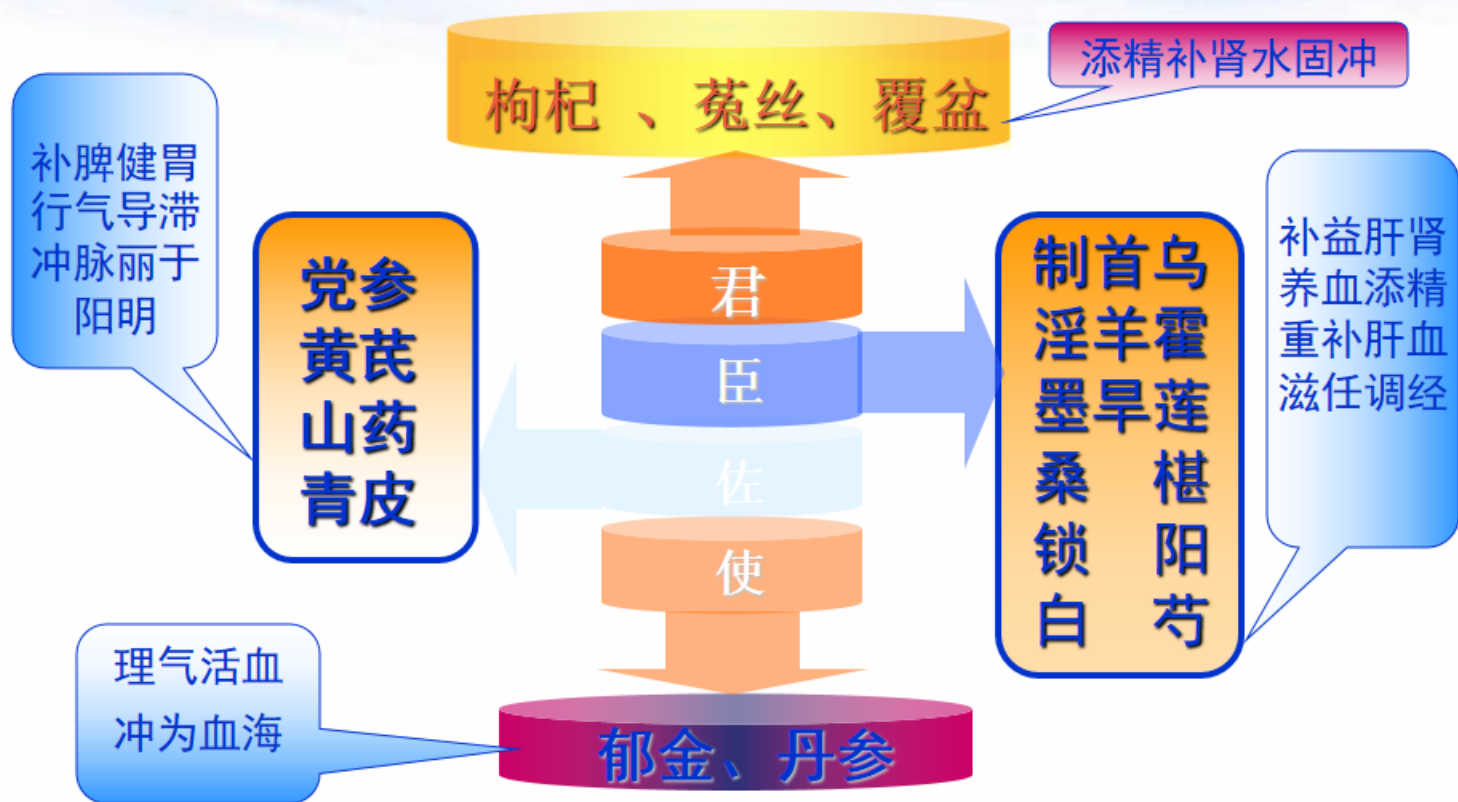 枸杞 、菟丝、覆盆
添精补肾水固冲
补脾健胃
行气导滞
冲脉丽于
阳明
党参
黄芪
山药
青皮
君
臣
佐
使
制首乌
淫羊霍
墨旱莲
桑 椹
锁 阳
白 芍
补益肝肾
养血添精
重补肝血
滋任调经
理气活血
冲为血海
郁金、丹参